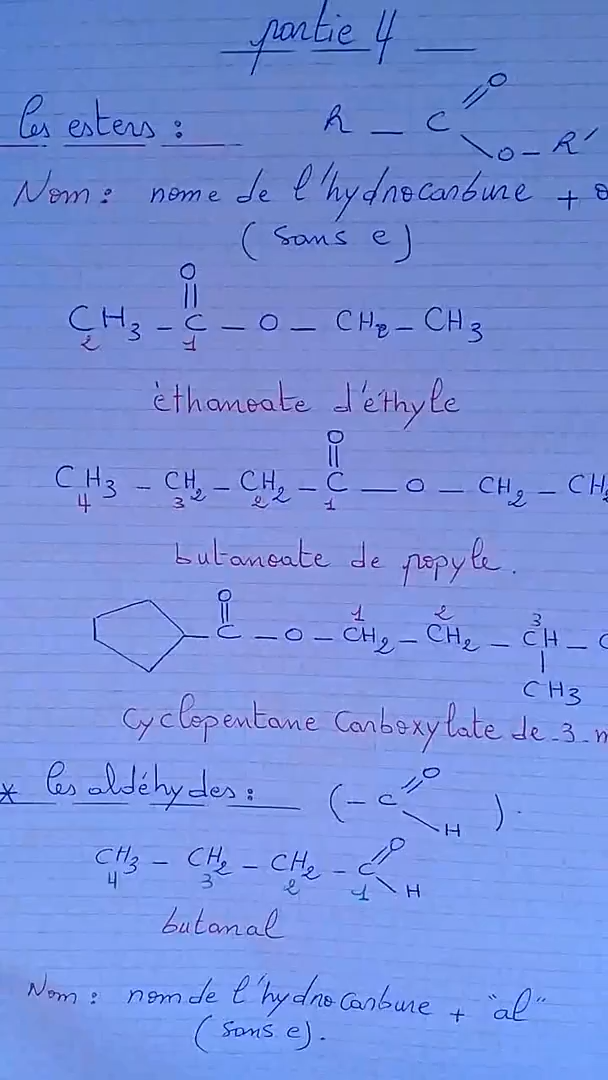 partie 4
Les esters : R - C = O
O - R'
Nom : nome de l'hydrocarbure +
(sans e)
O
CH3 - C - O - CH2 - CH3
2 1
éthanoate d'éthyle
O
CH3 - CH2 - CH2 - C - O - CH2 - CH2
4 3 2 1
butanoate de popyle.
O 1 2 3
C - O - CH2 - CH2 - CH - C
CH3
Cyclopentane Carboxylate de-3-m
* les aldéhydes : (- C = O
H ).
CH3 - CH2 - CH2 - C = O
4 3 2 1 H
butanal
Nom : nom de l'hydrocarbure + "al"
(sans e).